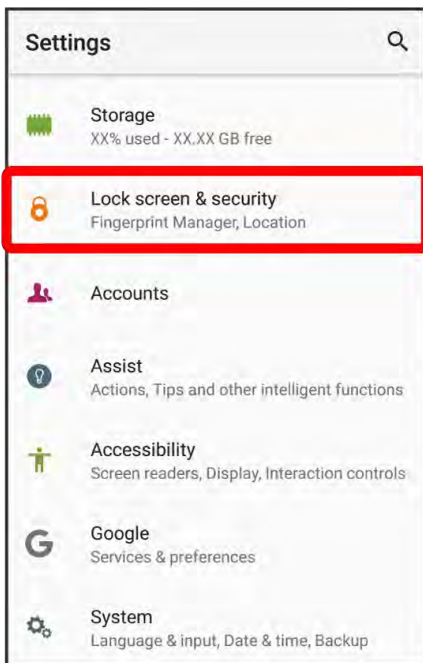 Settings
Storage
XX% used - XX.XX GB free
Lock screen & security
Fingerprint Manager, Location
Accounts
Assist
Actions, Tips and other intelligent functions
Accessibility
Screen readers, Display, Interaction controls
Google
Services & preferences
System
Language & input, Date & time, Backup